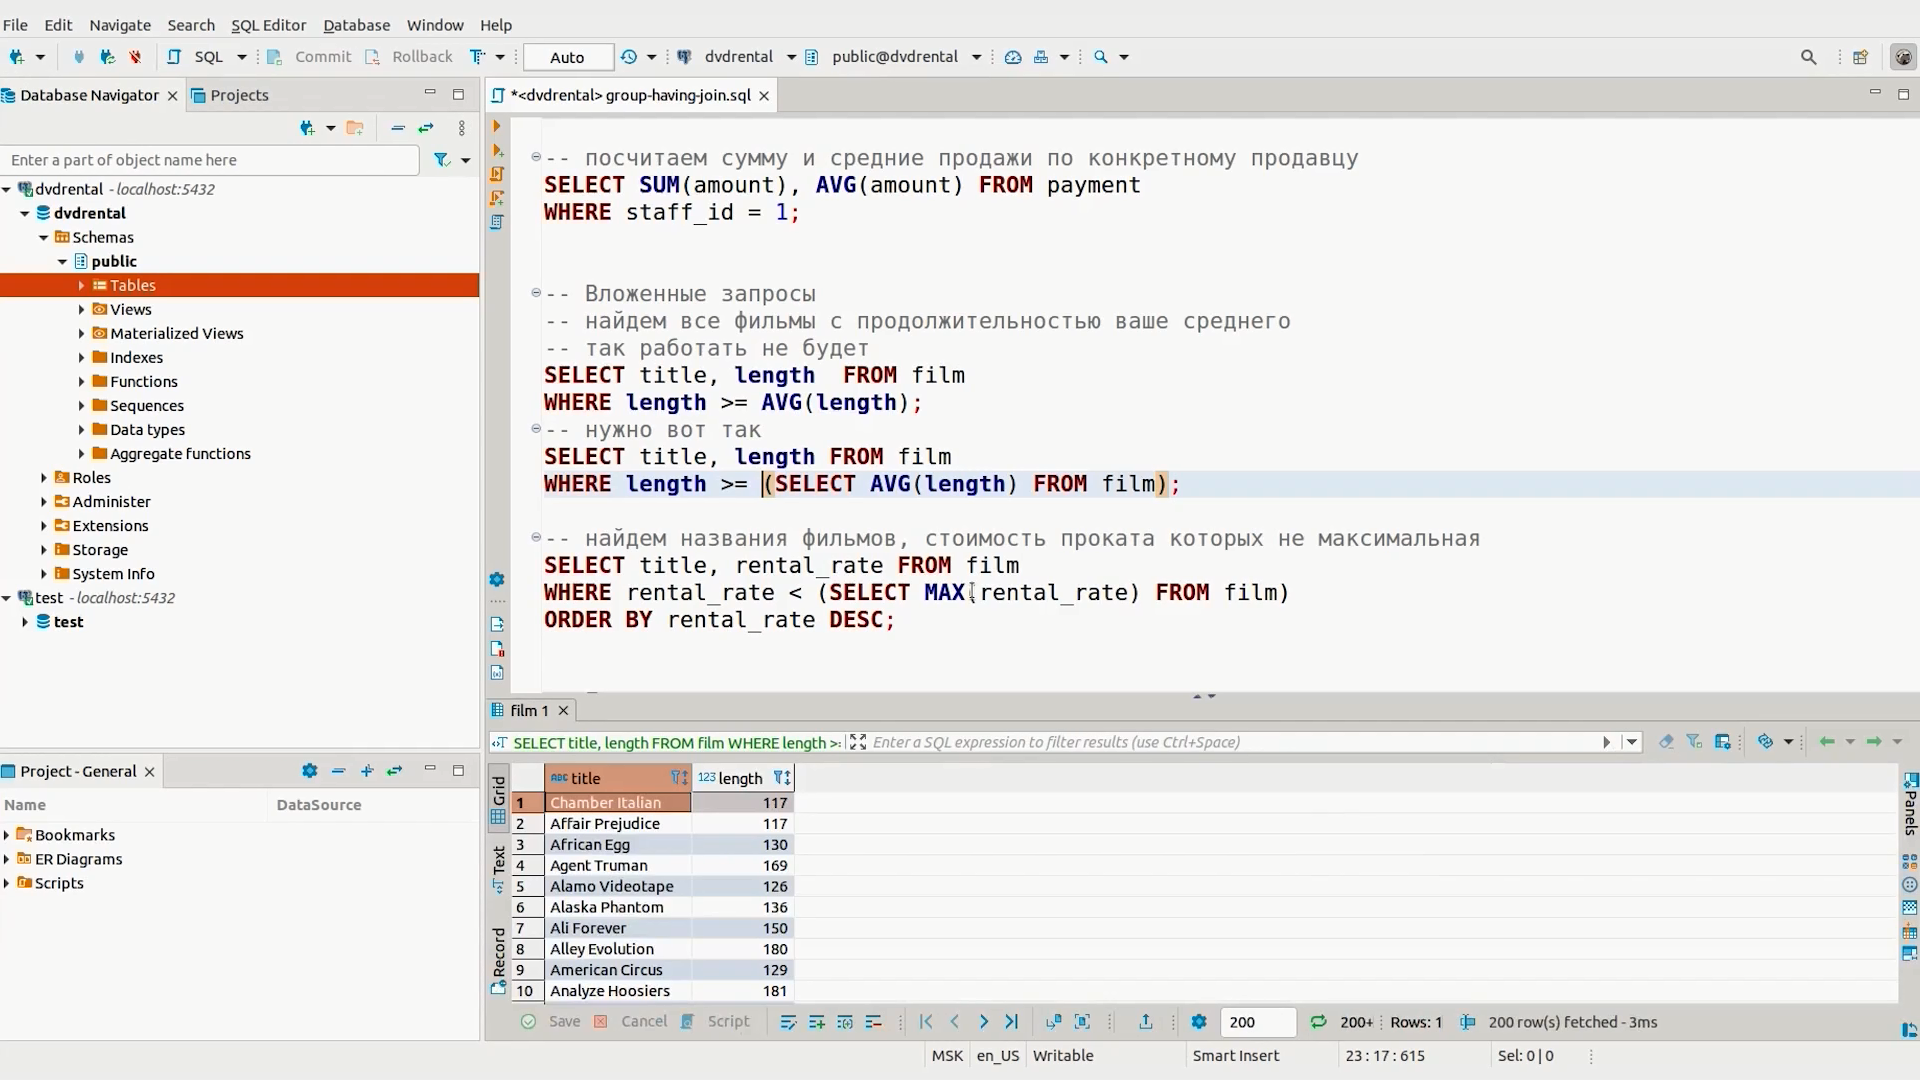 File Edit Navigate Search SQL Editor Database Window Help
SQL Commit Rollback Auto dvdrental public@dvdrental
Database Navigator Projects
Enter a part of object name here
dvdrental - localhost:5432
dvdrental
Schemas
public
Tables
Views
Materialized Views
Indexes
Functions
Sequences
Data types
Aggregate functions
Roles
Administer
Extensions
Storage
System Info
test - localhost:5432
test
Project - General
Name DataSource
Bookmarks
ER Diagrams
Scripts
*<dvdrental> group-having-join.sql
-- посчитаем сумму и средние продажи по конкретному продавцу
SELECT SUM(amount), AVG(amount) FROM payment
WHERE staff_id = 1;
-- Вложенные запросы
-- найдем все фильмы с продолжительностью ваше среднего
-- так работать не будет
SELECT title, length  FROM film
WHERE length >= AVG(length);
-- нужно вот так
SELECT title, length FROM film
WHERE length >= (SELECT AVG(length) FROM film);
-- найдем названия фильмов, стоимость проката которых не максимальная
SELECT title, rental_rate FROM film
WHERE rental_rate < (SELECT MAX(rental_rate) FROM film)
ORDER BY rental_rate DESC;
film 1
SELECT title, length FROM film WHERE length >: Enter a SQL expression to filter results (use Ctrl+Space)
Grid
Text
Record
Panels
ABC title 123 length
1 Chamber Italian 117
2 Affair Prejudice 117
3 African Egg 130
4 Agent Truman 169
5 Alamo Videotape 126
6 Alaska Phantom 136
7 Ali Forever 150
8 Alley Evolution 180
9 American Circus 129
10 Analyze Hoosiers 181
Save Cancel Script 200 200+ Rows: 1 200 row(s) fetched - 3ms
MSK en_US Writable Smart Insert 23 : 17 : 615 Sel: 0 | 0